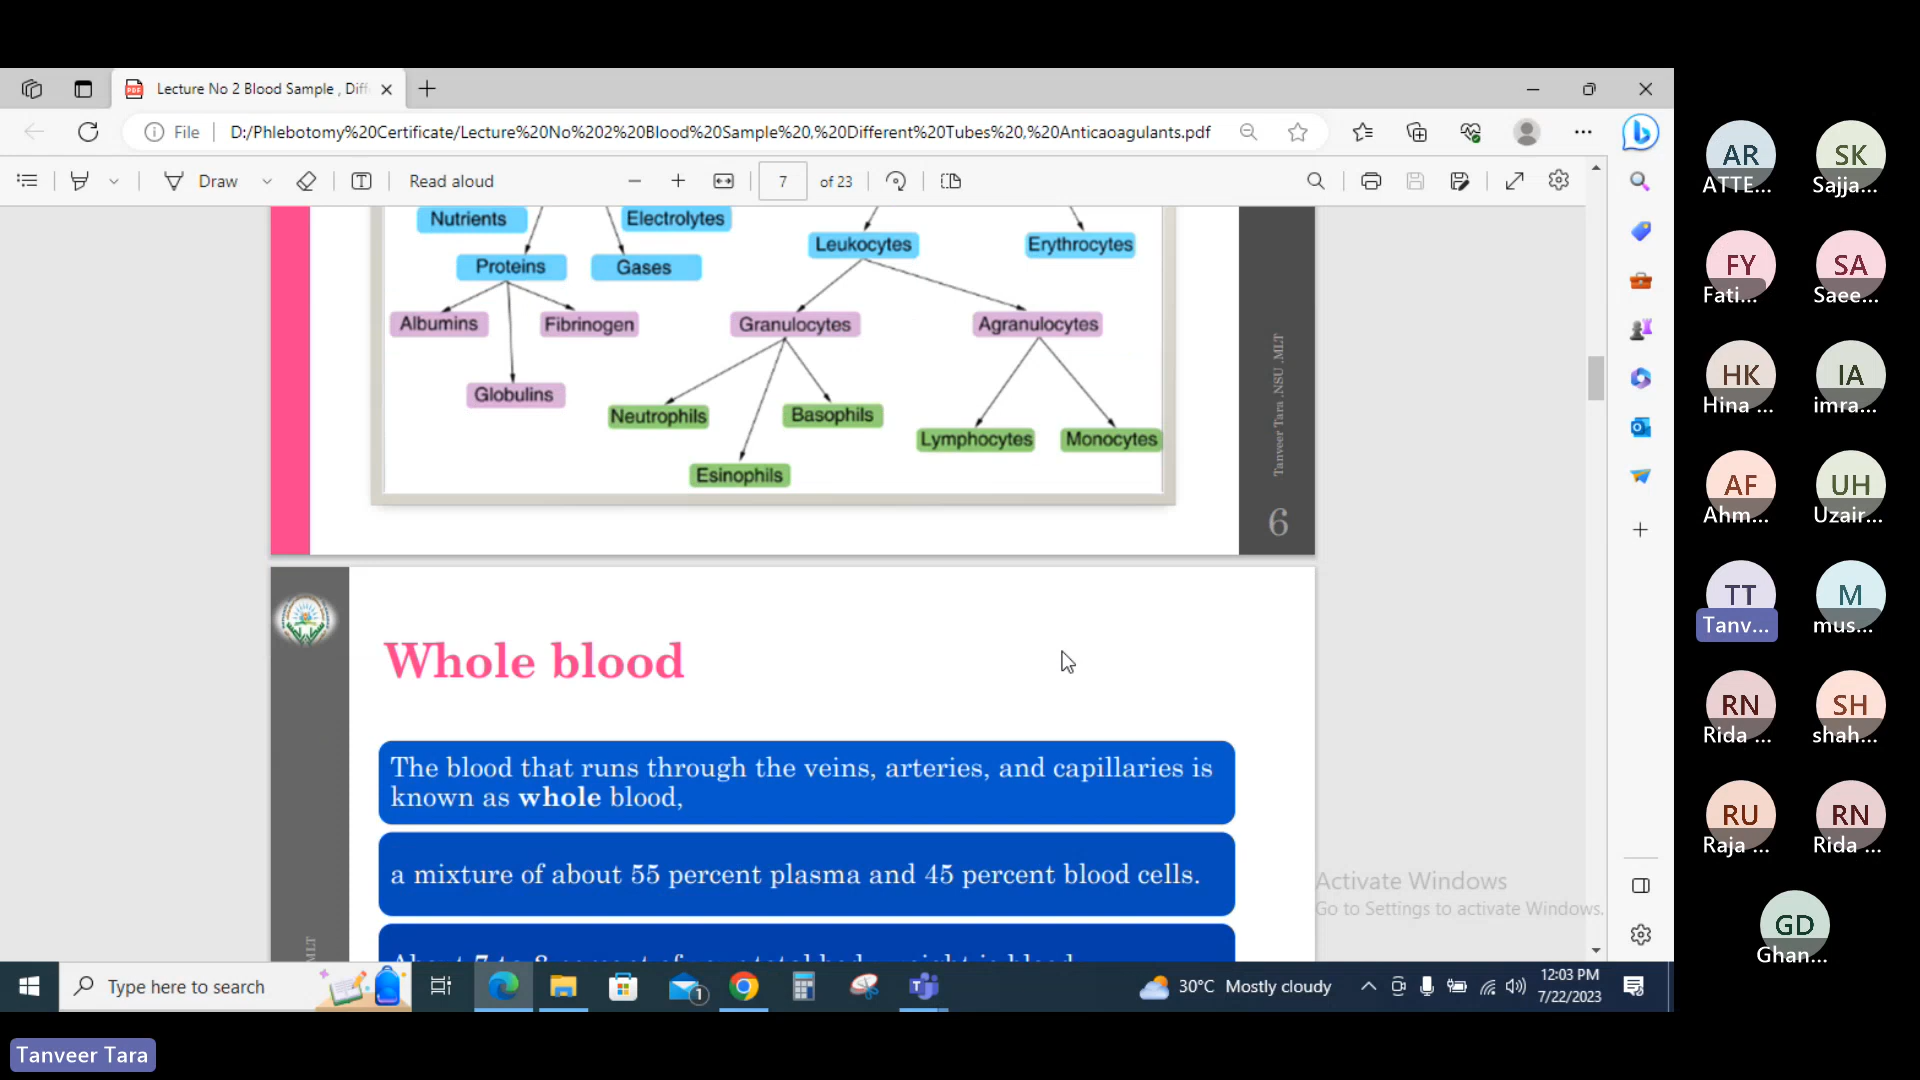 Lecture No 2 Blood Sample , Diff
File
D:/Phlebotomy%20Certificate/Lecture%20No%202%20Blood%20Sample%20,%20Different%20Tubes%20,%20Anticaoagulants.pdf
Draw
Read aloud
7
of 23
Nutrients
Electrolytes
Leukocytes
Erythrocytes
Proteins
Gases
Albumins
Fibrinogen
Granulocytes
Agranulocytes
Globulins
Neutrophils
Basophils
Lymphocytes
Monocytes
Esinophils
Tanveer Tara .NSU .MLT
6
Whole blood
The blood that runs through the veins, arteries, and capillaries is
known as whole blood,
a mixture of about 55 percent plasma and 45 percent blood cells.
MLT
Activate Windows
Go to Settings to activate Windows.
Type here to search
1
30°C Mostly cloudy
12:03 PM
7/22/2023
AR
ATTE...
SK
Sajja...
FY
Fati...
SA
Saee...
HK
Hina ...
IA
imra...
AF
Ahm...
UH
Uzair...
TT
Tanv...
M
mus...
RN
Rida ...
SH
shah...
RU
Raja ...
RN
Rida ...
GD
Ghan...
Tanveer Tara